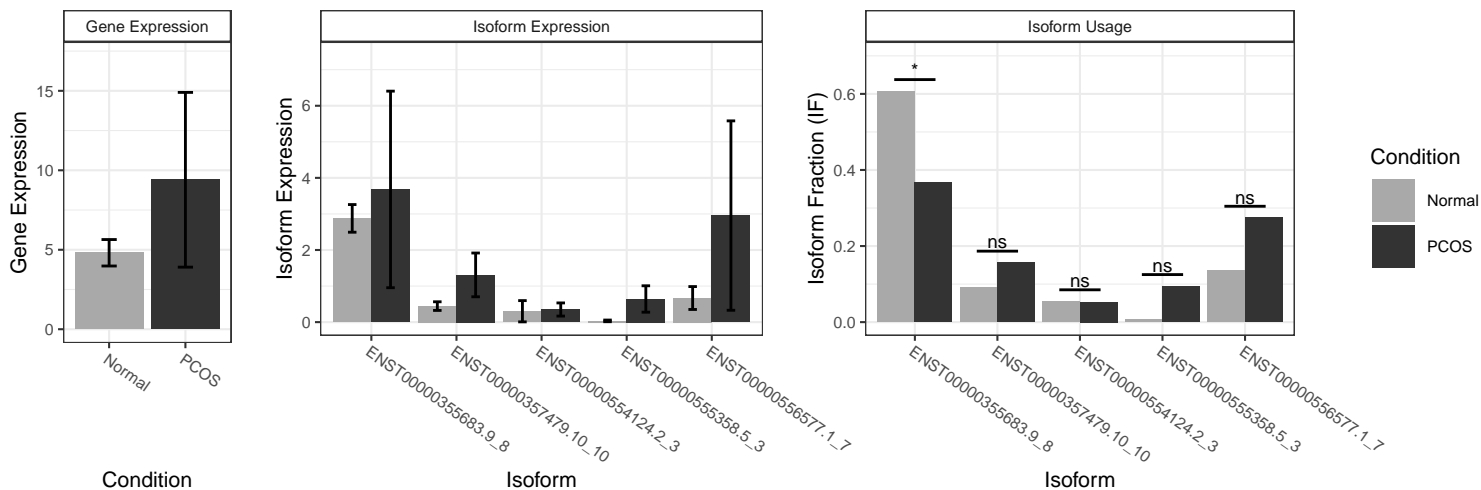 Gene Expression
Gene Expression
15
10
5
0
Normal
PCOS
Condition
Isoform Expression
Isoform Expression
6
4
2
0
ENST00000355683.9_8
ENST00000357479.10_10
ENST00000554124.2_3
ENST00000555358.5_3
ENST00000556577.1_7
Isoform
Isoform Usage
Isoform Fraction (IF)
0.6
0.4
0.2
0.0
*
ns
ns
ns
ns
ENST00000355683.9_8
ENST00000357479.10_10
ENST00000554124.2_3
ENST00000555358.5_3
ENST00000556577.1_7
Isoform
Condition
Normal
PCOS